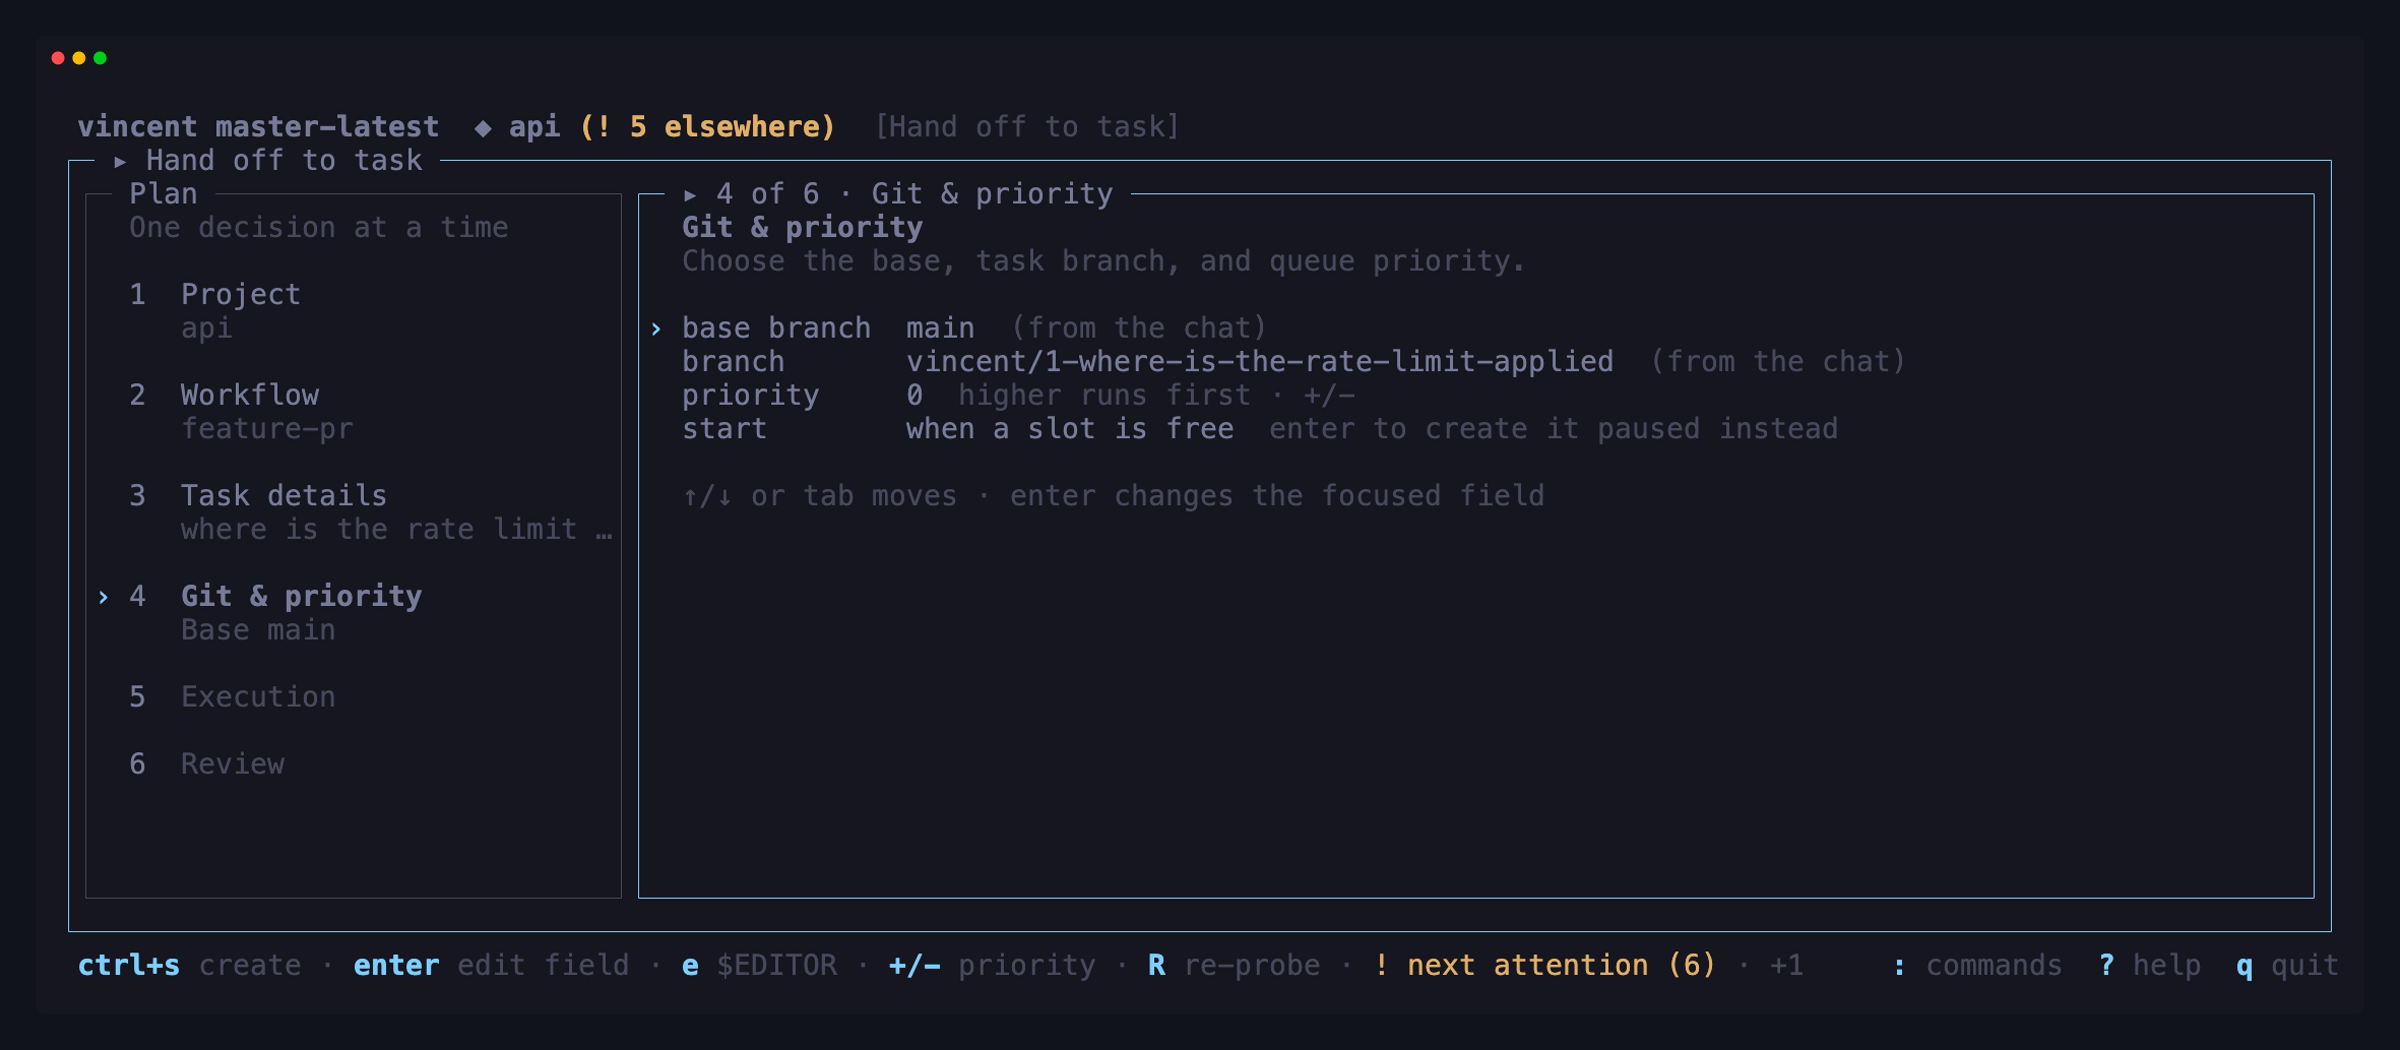 vincent master-latest ◆ api (! 5 elsewhere) [Hand off to task]
▸ Hand off to task
Plan
One decision at a time
1 Project
api
2 Workflow
feature-pr
3 Task details
where is the rate limit …
› 4 Git & priority
Base main
5 Execution
6 Review
▸ 4 of 6 · Git & priority
Git & priority
Choose the base, task branch, and queue priority.
› base branch main (from the chat)
branch vincent/1-where-is-the-rate-limit-applied (from the chat)
priority 0 higher runs first · +/-
start when a slot is free enter to create it paused instead
↑/↓ or tab moves · enter changes the focused field
ctrl+s create · enter edit field · e $EDITOR · +/- priority · R re-probe · ! next attention (6) · +1 : commands ? help q quit